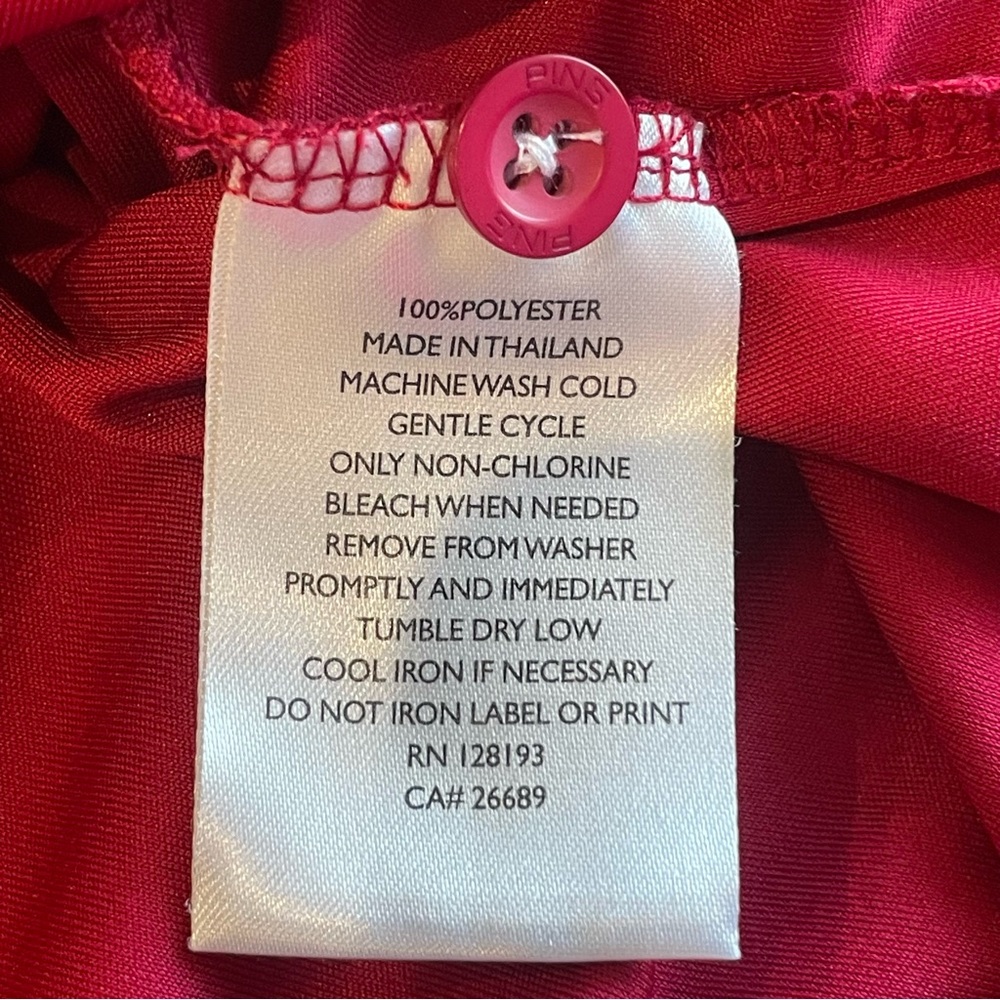 PINS
PINE
100%POLYESTER
MADE IN THAILAND
MACHINE WASH COLD
GENTLE CYCLE
ONLY NON-CHLORINE
BLEACH WHEN NEEDED
REMOVE FROM WASHER
PROMPTLY AND IMMEDIATELY
TUMBLE DRY LOW
COOL IRON IF NECESSARY
DO NOT IRON LABEL OR PRINT
RN 128193
CA# 26689